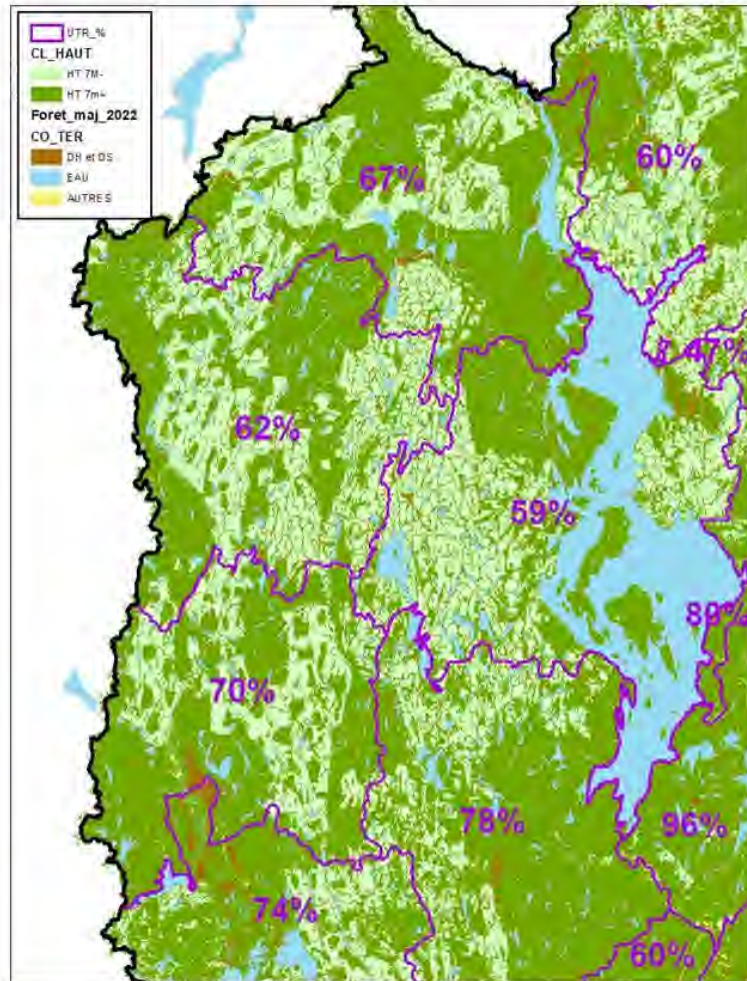 UTR_%
CL_HAUT
HT 7M-
HT 7m+
Foret_maj_2022
CO_TER
DH et DS
EAU
AUTRES
67%
60%
47%
62%
59%
89%
70%
78%
96%
74%
60%